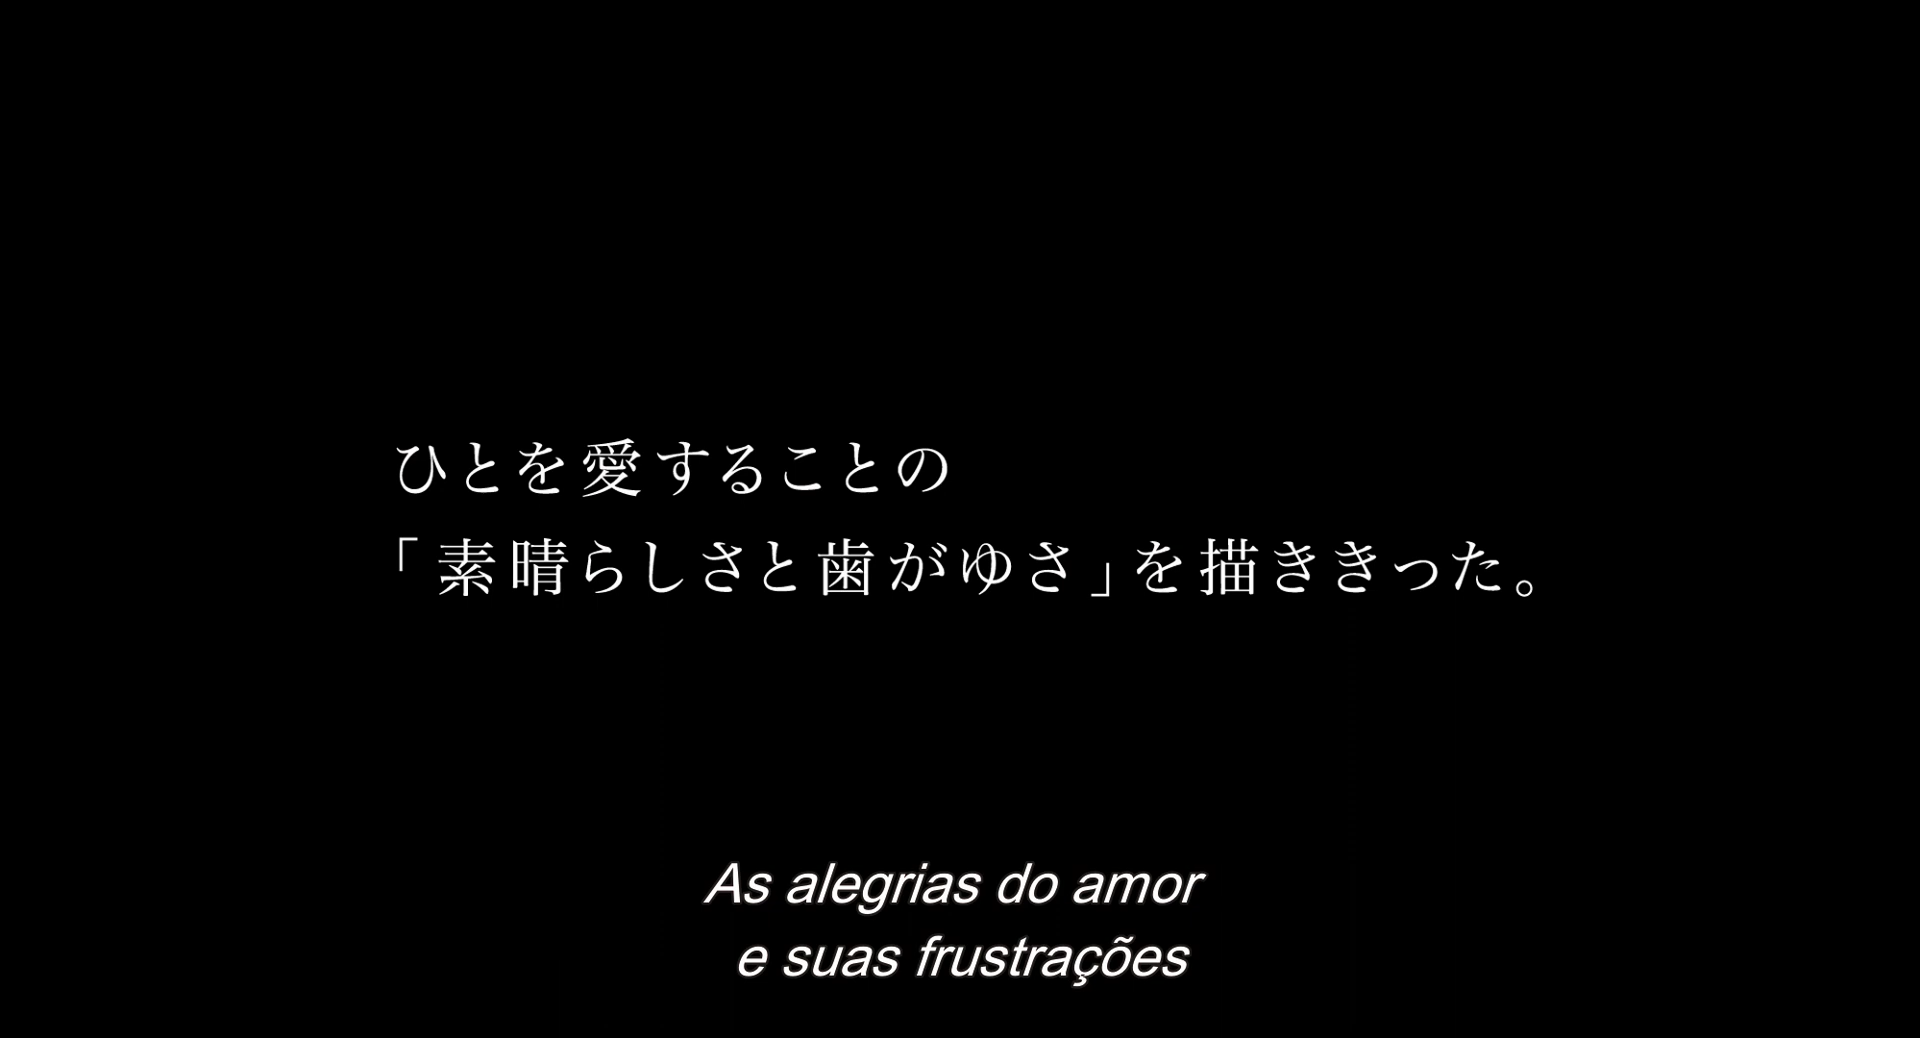 ひとを愛することの
「素晴らしさと歯がゆさ」を描ききった。
As alegrias do amor
e suas frustrações